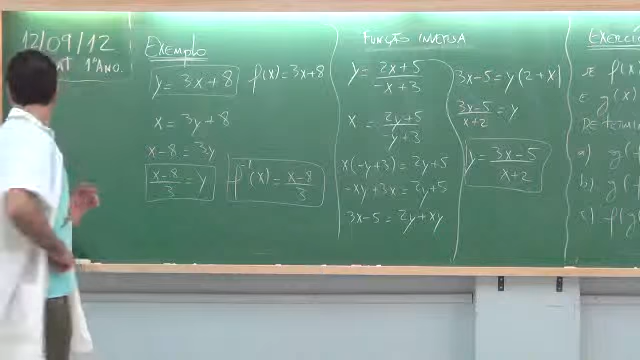 12/09/12
1º ANO.
Exemplo
y = 3x+8 f(x)=3x+8
x = 3y+8
x-8 = 3y
x-8/3 = y
f⁻¹(x) = x-8/3
FUNÇÃO INVERSA
y = 2x+5/-x+3
x = 2y+5/-y+3
x(-y+3) = 2y+5
-xy+3x = 2y+5
3x-5 = 2y+xy
3x-5 = y(2+x)
3x-5/x+2 = y
y = 3x-5/x+2
SE f(x)
E g(x)
a) g(
b) g(
c) f(g